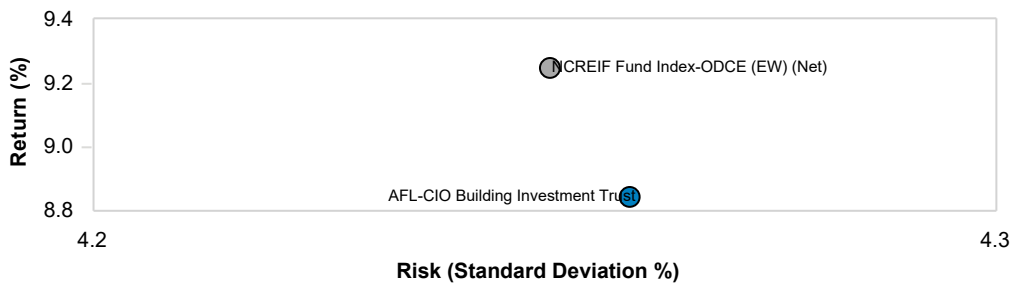 9.4
9.2
9.0
8.8
Return (%)
NCREIF Fund Index-ODCE (EW) (Net)
AFL-CIO Building Investment Trust
4.2
4.3
Risk (Standard Deviation %)